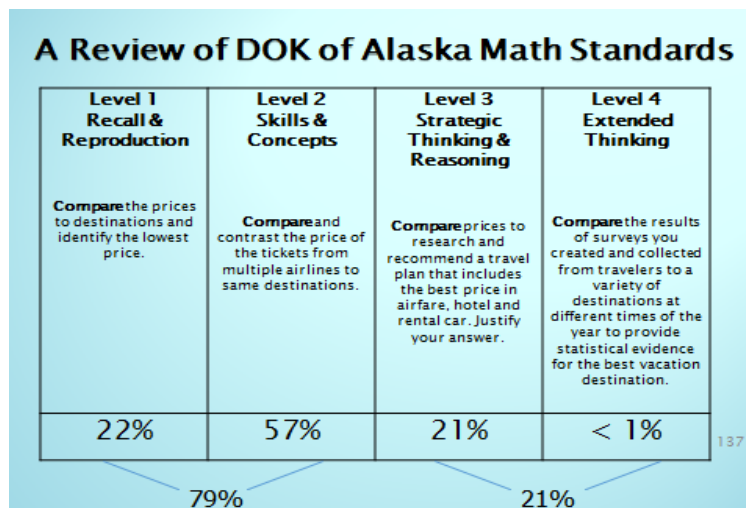 A Review of DOK of Alaska Math Standards
Level 1
Recall &
Reproduction
Compare the prices
to destinations and
identify the lowest
price.
Level 2
Skills &
Concepts
Compare and
contrast the price of
the tickets from
multiple airlines to
same destinations.
Level 3
Strategic
Thinking &
Reasoning
Compare prices to
research and
recommend a travel
plan that includes
the best price in
airfare, hotel and
rental car. Justify
your answer.
Level 4
Extended
Thinking
Compare the results
of surveys you
created and collected
from travelers to a
variety of
destinations at
different times of the
year to provide
statistical evidence
for the best vacation
destination.
22%
57%
21%
< 1%
137
79%
21%